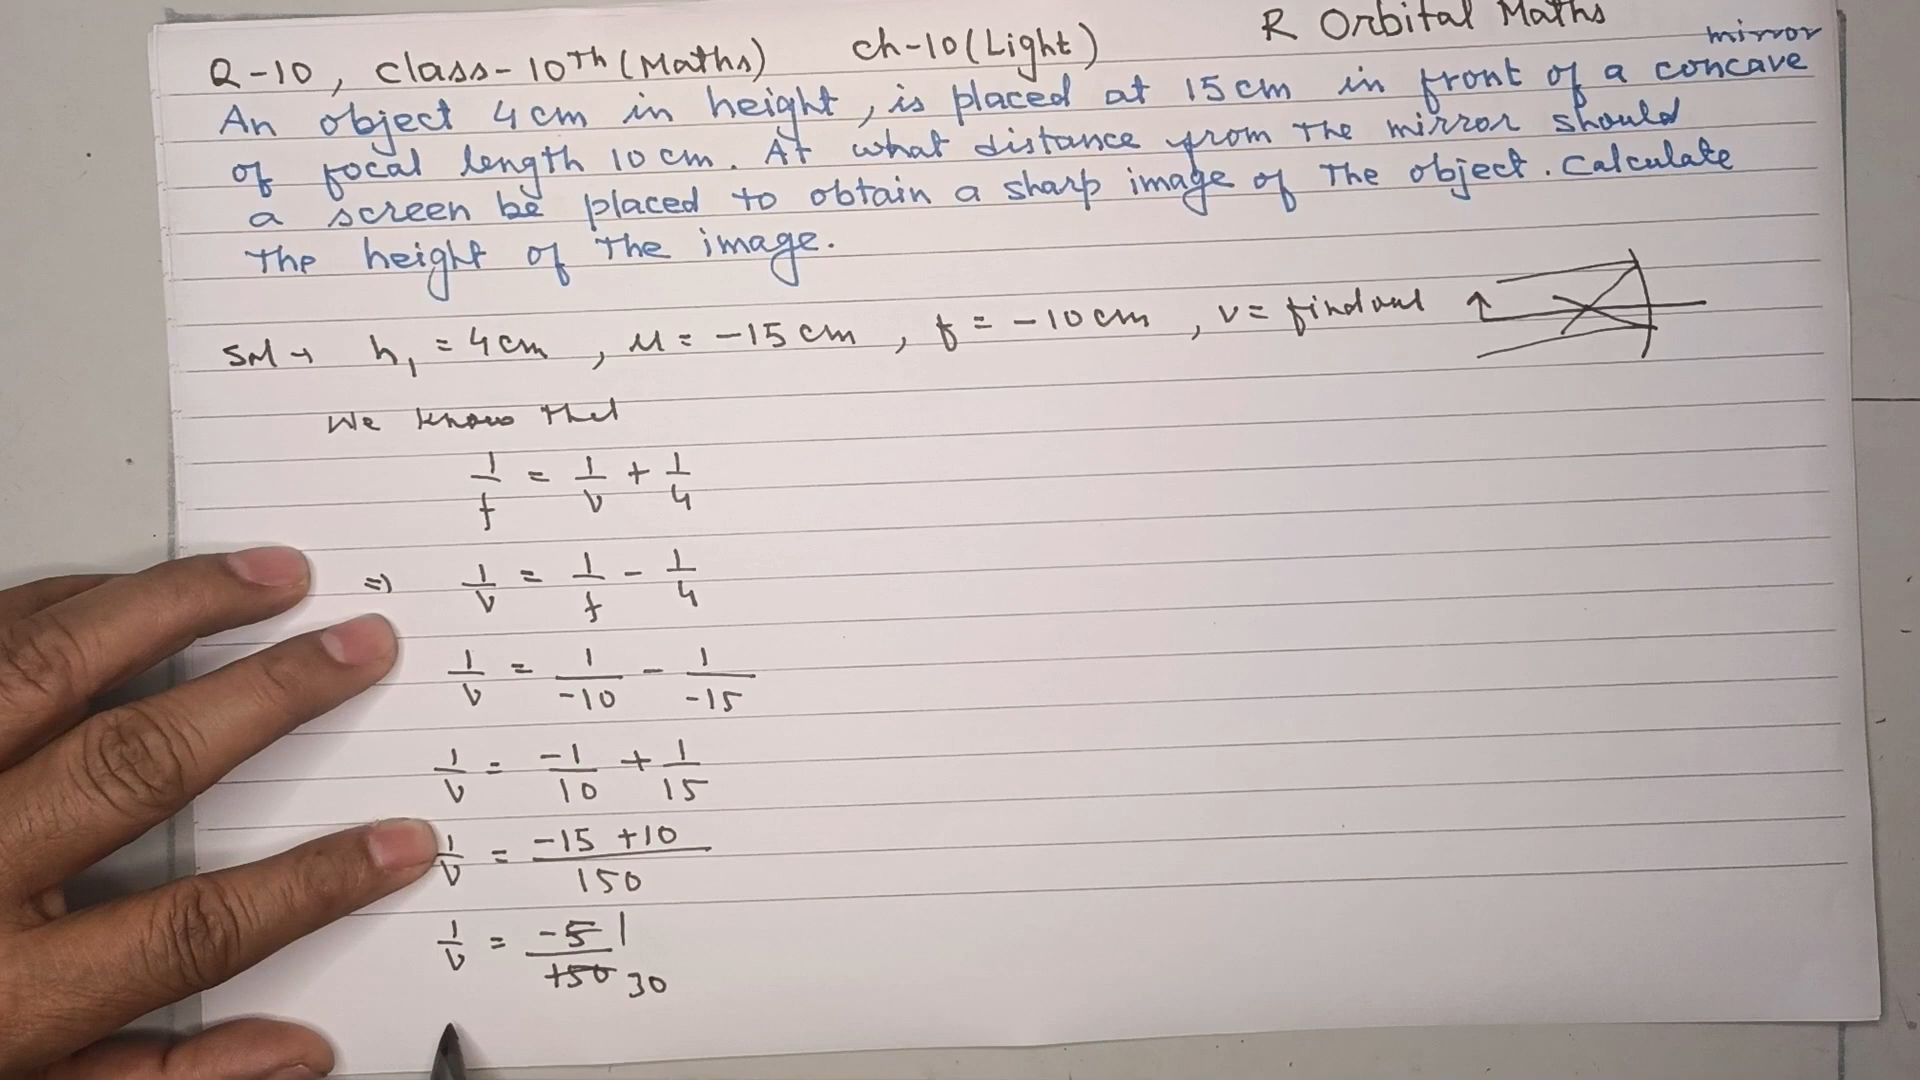 Q-10, class-10Th (Maths) ch-10 (Light) R Orbital Maths
An object 4 cm in height, is placed at 15 cm in front of a concave mirror
of focal length 10 cm. At what distance from The mirror should
a screen be placed to obtain a sharp image of The object. Calculate
The height of The image.
Sol → h₁ = 4 cm, u = -15 cm, f = -10 cm, v = find out
We know that
1/f = 1/v + 1/u
=> 1/v = 1/f - 1/u
1/v = 1/-10 - 1/-15
1/v = -1/10 + 1/15
1/v = -15 + 10/150
1/v = -5/150 1/30